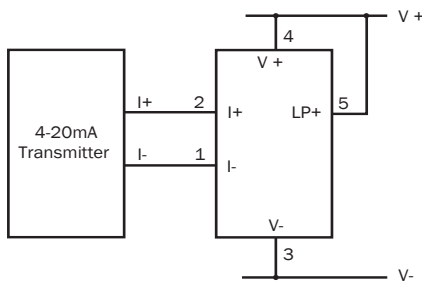 V +
4
V +
I+
2
I+
LP+
5
4-20mA
Transmitter
I-
1
I-
V-
3
V-